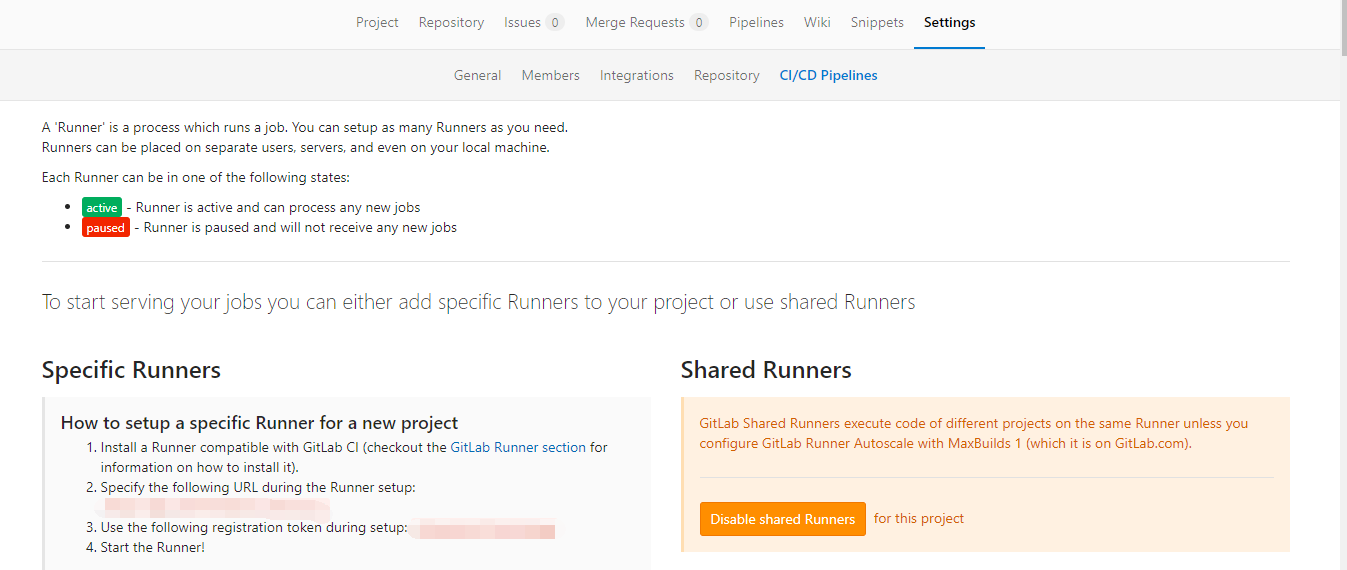 Project Repository Issues 0 Merge Requests 0 Pipelines Wiki Snippets Settings
General Members Integrations Repository CI/CD Pipelines
A 'Runner' is a process which runs a job. You can setup as many Runners as you need.
Runners can be placed on separate users, servers, and even on your local machine.
Each Runner can be in one of the following states:
• active - Runner is active and can process any new jobs
• paused - Runner is paused and will not receive any new jobs
To start serving your jobs you can either add specific Runners to your project or use shared Runners
Specific Runners
How to setup a specific Runner for a new project
1. Install a Runner compatible with GitLab CI (checkout the GitLab Runner section for
information on how to install it).
2. Specify the following URL during the Runner setup:
3. Use the following registration token during setup:
4. Start the Runner!
Shared Runners
GitLab Shared Runners execute code of different projects on the same Runner unless you
configure GitLab Runner Autoscale with MaxBuilds 1 (which it is on GitLab.com).
Disable shared Runners for this project